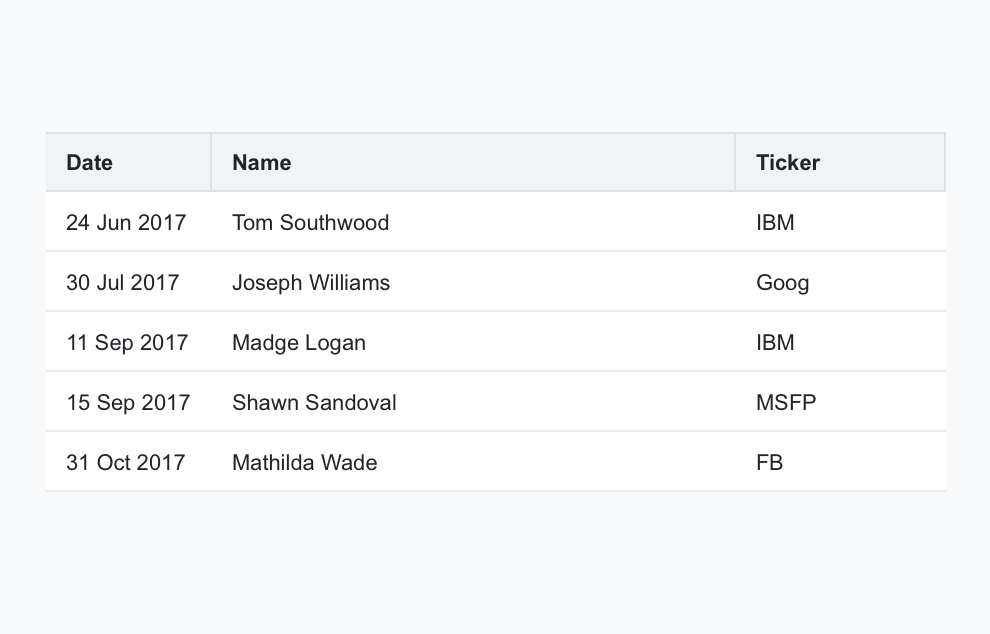 Date Name Ticker
24 Jun 2017 Tom Southwood IBM
30 Jul 2017 Joseph Williams Goog
11 Sep 2017 Madge Logan IBM
15 Sep 2017 Shawn Sandoval MSFP
31 Oct 2017 Mathilda Wade FB